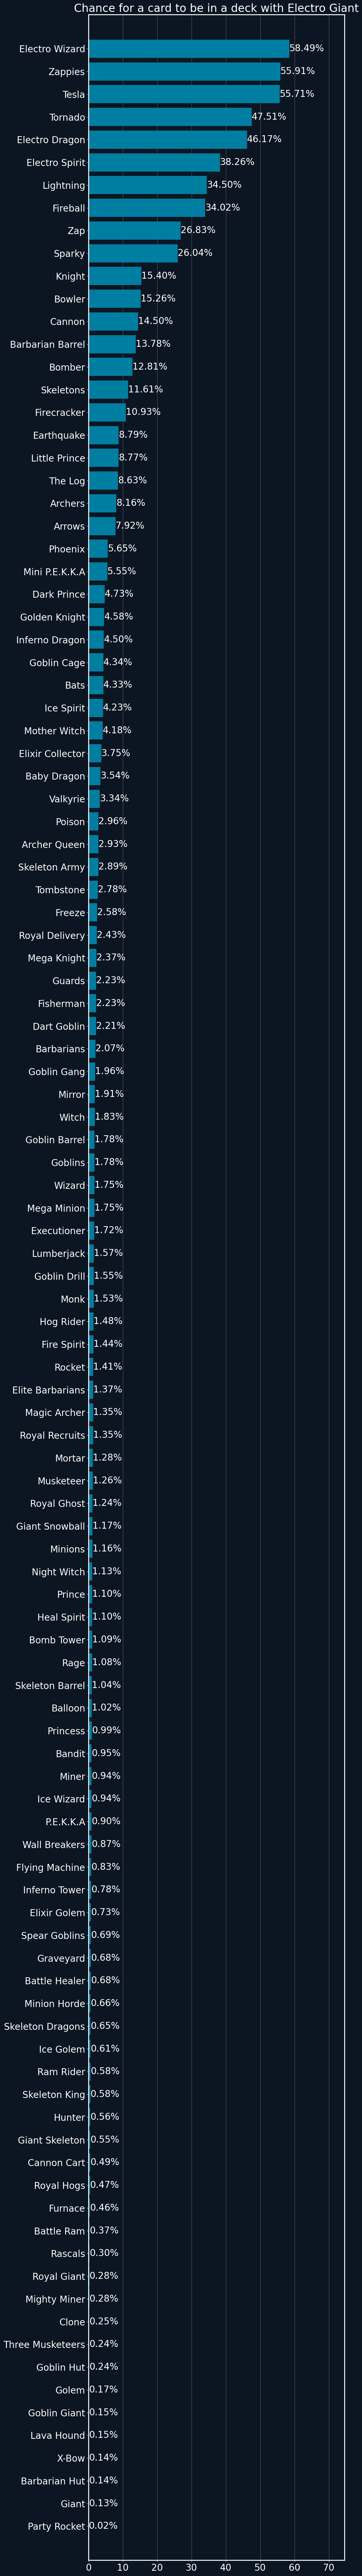 Chance for a card to be in a deck with Electro Giant
Electro Wizard 58.49%
Zappies 55.91%
Tesla 55.71%
Tornado 47.51%
Electro Dragon 46.17%
Electro Spirit 38.26%
Lightning 34.50%
Fireball 34.02%
Zap 26.83%
Sparky 26.04%
Knight 15.40%
Bowler 15.26%
Cannon 14.50%
Barbarian Barrel 13.78%
Bomber 12.81%
Skeletons 11.61%
Firecracker 10.93%
Earthquake 8.79%
Little Prince 8.77%
The Log 8.63%
Archers 8.16%
Arrows 7.92%
Phoenix 5.65%
Mini P.E.K.K.A 5.55%
Dark Prince 4.73%
Golden Knight 4.58%
Inferno Dragon 4.50%
Goblin Cage 4.34%
Bats 4.33%
Ice Spirit 4.23%
Mother Witch 4.18%
Elixir Collector 3.75%
Baby Dragon 3.54%
Valkyrie 3.34%
Poison 2.96%
Archer Queen 2.93%
Skeleton Army 2.89%
Tombstone 2.78%
Freeze 2.58%
Royal Delivery 2.43%
Mega Knight 2.37%
Guards 2.23%
Fisherman 2.23%
Dart Goblin 2.21%
Barbarians 2.07%
Goblin Gang 1.96%
Mirror 1.91%
Witch 1.83%
Goblin Barrel 1.78%
Goblins 1.78%
Wizard 1.75%
Mega Minion 1.75%
Executioner 1.72%
Lumberjack 1.57%
Goblin Drill 1.55%
Monk 1.53%
Hog Rider 1.48%
Fire Spirit 1.44%
Rocket 1.41%
Elite Barbarians 1.37%
Magic Archer 1.35%
Royal Recruits 1.35%
Mortar 1.28%
Musketeer 1.26%
Royal Ghost 1.24%
Giant Snowball 1.17%
Minions 1.16%
Night Witch 1.13%
Prince 1.10%
Heal Spirit 1.10%
Bomb Tower 1.09%
Rage 1.08%
Skeleton Barrel 1.04%
Balloon 1.02%
Princess 0.99%
Bandit 0.95%
Miner 0.94%
Ice Wizard 0.94%
P.E.K.K.A 0.90%
Wall Breakers 0.87%
Flying Machine 0.83%
Inferno Tower 0.78%
Elixir Golem 0.73%
Spear Goblins 0.69%
Graveyard 0.68%
Battle Healer 0.68%
Minion Horde 0.66%
Skeleton Dragons 0.65%
Ice Golem 0.61%
Ram Rider 0.58%
Skeleton King 0.58%
Hunter 0.56%
Giant Skeleton 0.55%
Cannon Cart 0.49%
Royal Hogs 0.47%
Furnace 0.46%
Battle Ram 0.37%
Rascals 0.30%
Royal Giant 0.28%
Mighty Miner 0.28%
Clone 0.25%
Three Musketeers 0.24%
Goblin Hut 0.24%
Golem 0.17%
Goblin Giant 0.15%
Lava Hound 0.15%
X-Bow 0.14%
Barbarian Hut 0.14%
Giant 0.13%
Party Rocket 0.02%
0 10 20 30 40 50 60 70